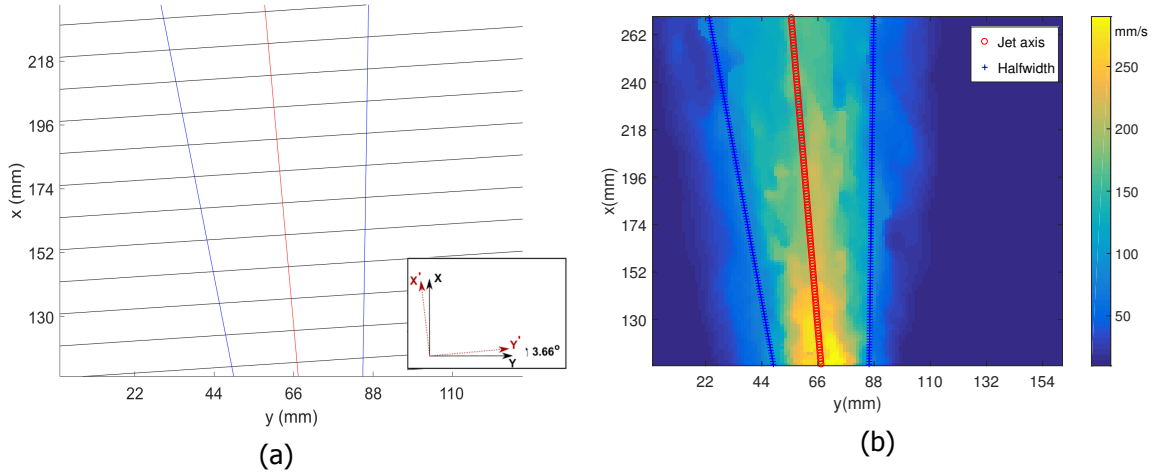 218
196
174
152
130
x (mm)
22
44
66
88
110
y (mm)
X'
X
Y'
Y
3.66°
(a)
262
240
218
196
174
152
130
x(mm)
22
44
66
88
110
132
154
y(mm)
Jet axis
Halfwidth
mm/s
250
200
150
100
50
(b)